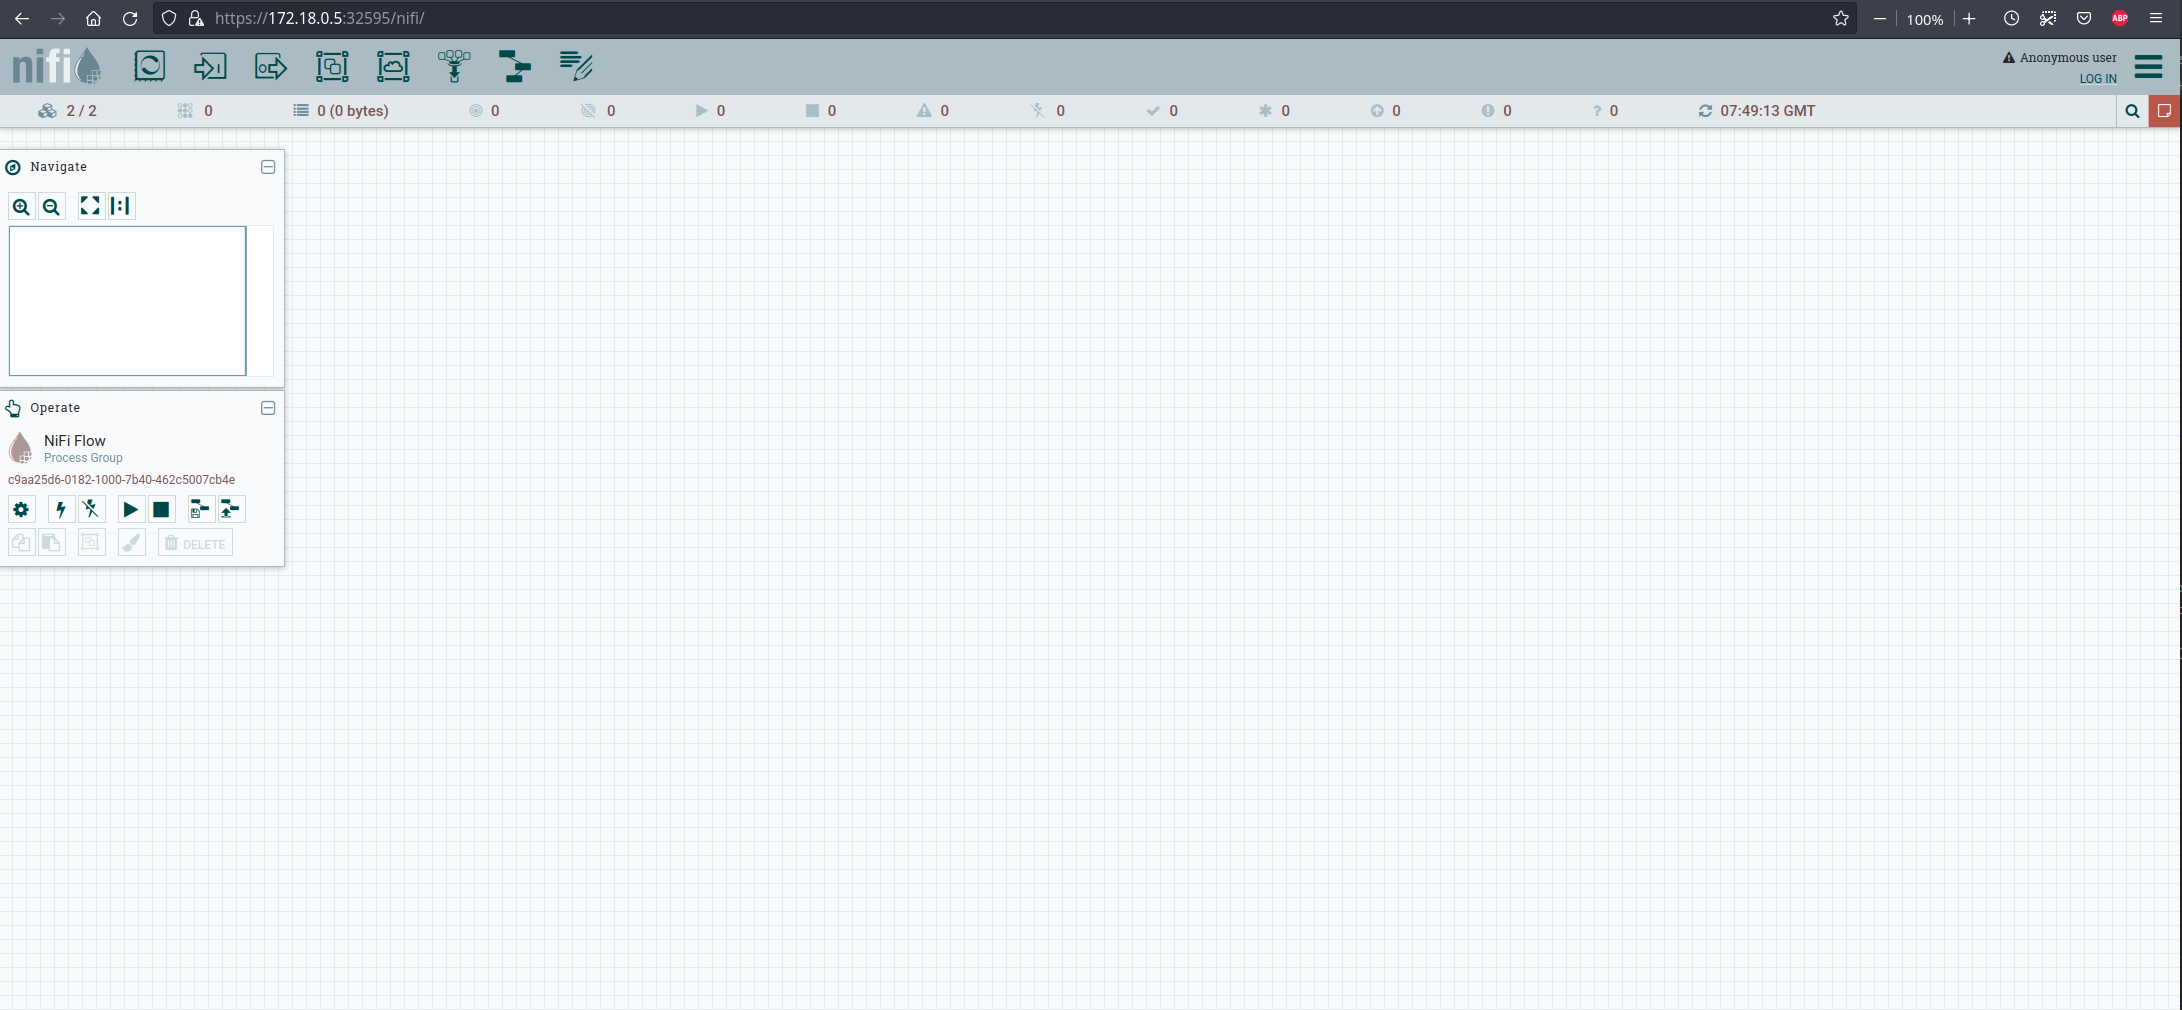 https://172.18.0.5:32595/nifi/
100%
ABP
nifi
Anonymous user
LOG IN
2 / 2
0
0 (0 bytes)
0
0
0
0
0
0
0
0
0
0
? 0
07:49:13 GMT
Navigate
Operate
NiFi Flow
Process Group
c9aa25d6-0182-1000-7b40-462c5007cb4e
DELETE